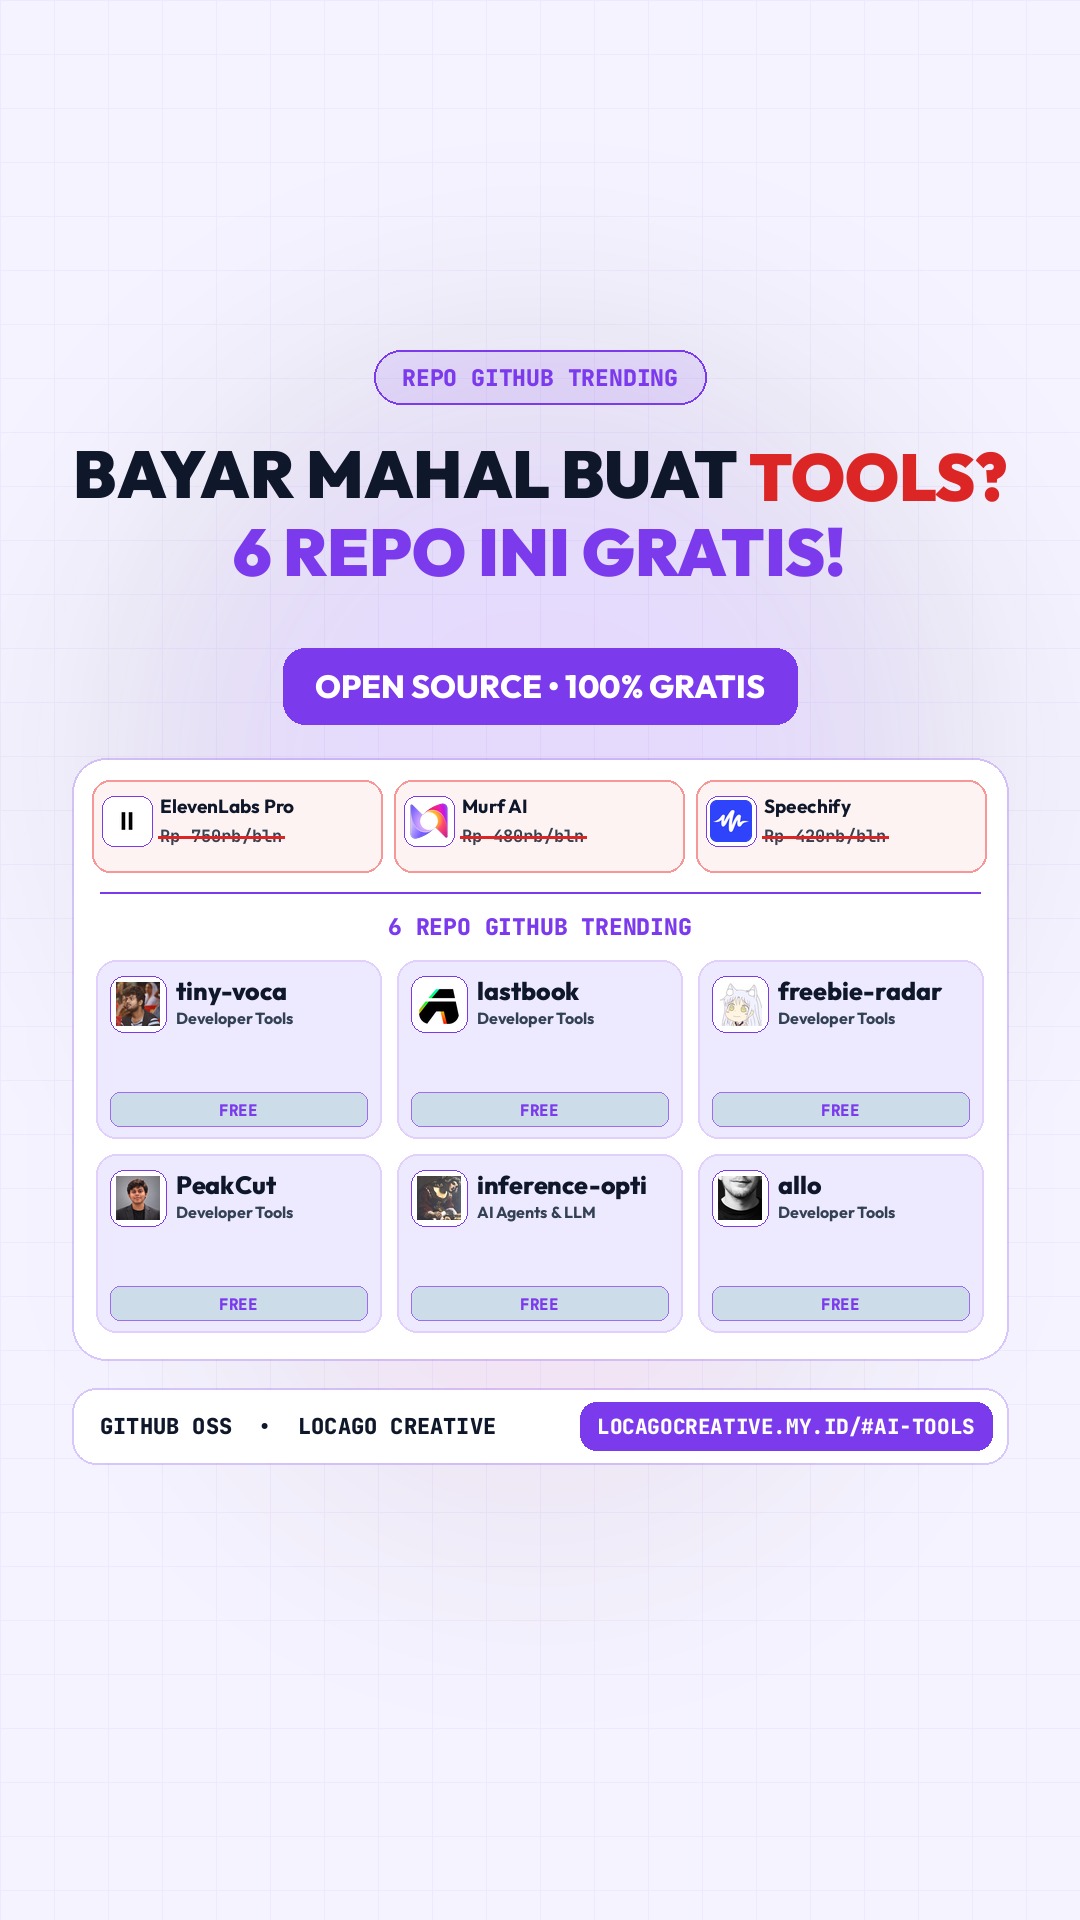 REPO GITHUB TRENDING
BAYAR MAHAL BUAT TOOLS?
6 REPO INI GRATIS!
OPEN SOURCE • 100% GRATIS
ElevenLabs Pro
Rp 750rb/bln
Murf AI
Rp 480rb/bln
Speechify
Rp 420rb/bln
6 REPO GITHUB TRENDING
tiny-voca
Developer Tools
FREE
lastbook
Developer Tools
FREE
freebie-radar
Developer Tools
FREE
PeakCut
Developer Tools
FREE
inference-opti
AI Agents & LLM
FREE
allo
Developer Tools
FREE
GITHUB OSS • LOCAGO CREATIVE
LOCAGOCREATIVE.MY.ID/#AI-TOOLS